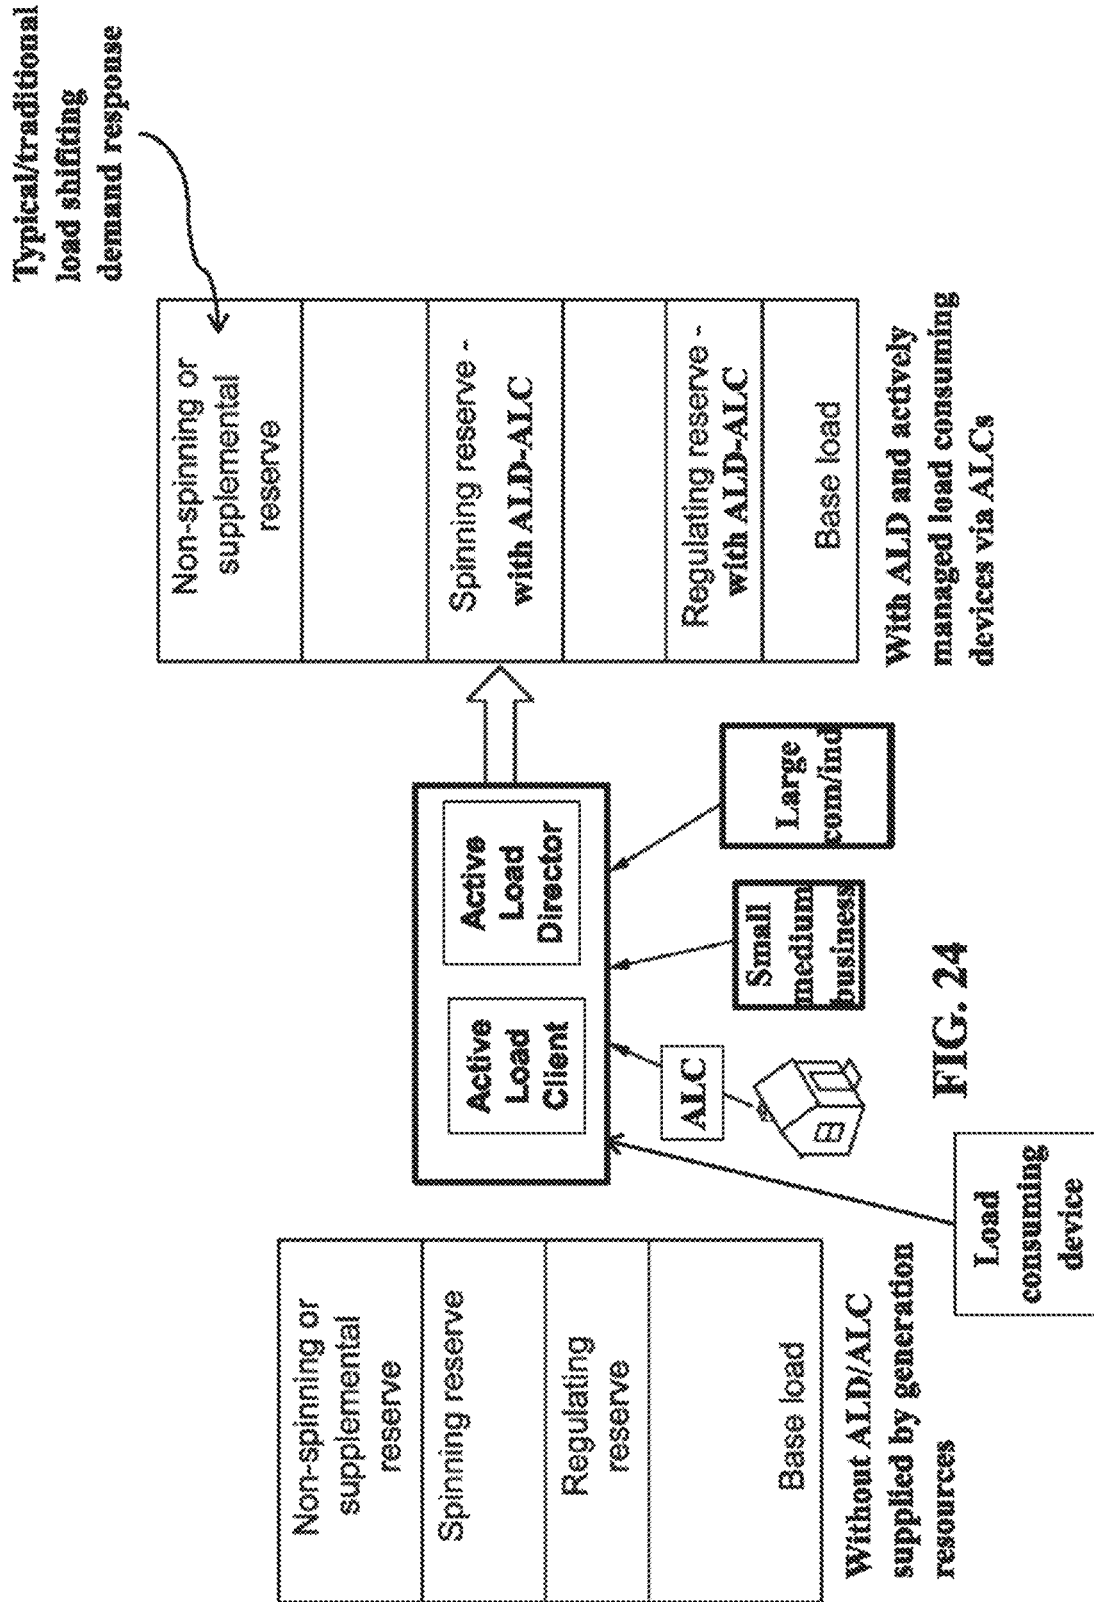 Typical/traditional
load shifiting
demand response
Non-spinning or
supplemental
reserve
Spinning reserve
Regulating
reserve
Base load
Without ALD/ALC
supplied by generation
resources
Active
Load
Client
Active
Load
Director
ALC
Small
medium
business
Large
com/ind
Load
consuming
device
Non-spinning or
supplemental
reserve
Spinning reserve -
with ALD-ALC
Regulating reserve -
with ALD-ALC
Base load
With ALD and actively
managed load consuming
devices via ALCs
FIG. 24